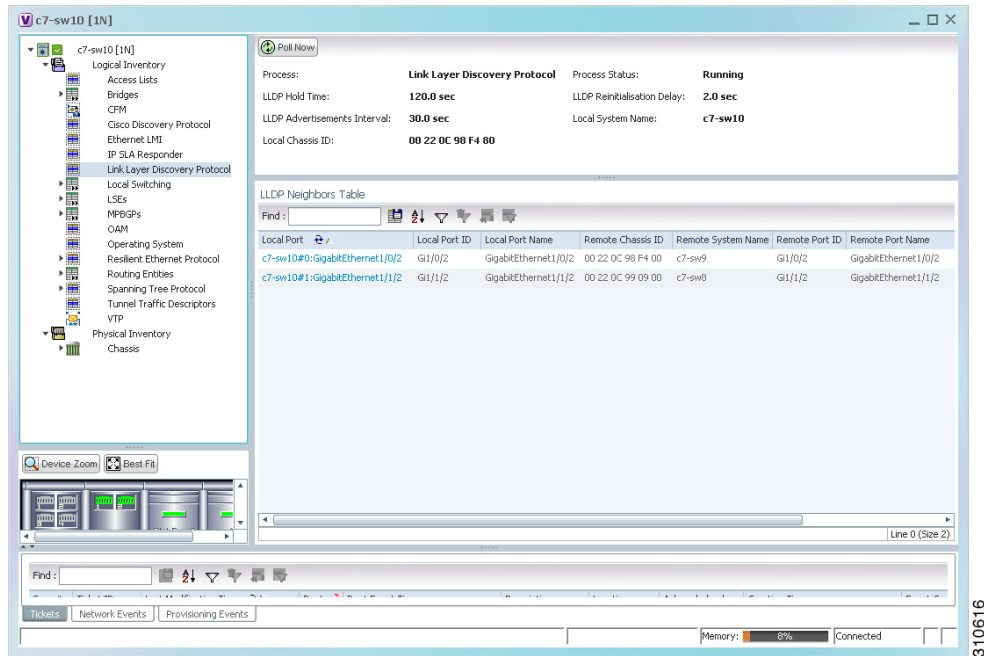 c7-sw10 [1N]
c7-sw10 [1N]
Logical Inventory
Access Lists
Bridges
CFM
Cisco Discovery Protocol
Ethernet LMI
IP SLA Responder
Link Layer Discovery Protocol
Local Switching
LSEs
MPBGPs
OAM
Operating System
Resilient Ethernet Protocol
Routing Entities
Spanning Tree Protocol
Tunnel Traffic Descriptors
VTP
Physical Inventory
Chassis
Device Zoom Best Fit
Poll Now
Process: Link Layer Discovery Protocol Process Status: Running
LLDP Hold Time: 120.0 sec LLDP Reinitialisation Delay: 2.0 sec
LLDP Advertisements Interval: 30.0 sec Local System Name: c7-sw10
Local Chassis ID: 00 22 0C 98 F4 80
LLDP Neighbors Table
Find :
Local Port Local Port ID Local Port Name Remote Chassis ID Remote System Name Remote Port ID Remote Port Name
c7-sw10#0:GigabitEthernet1/0/2 Gi1/0/2 GigabitEthernet1/0/2 00 22 0C 98 F4 00 c7-sw9 Gi1/0/2 GigabitEthernet1/0/2
c7-sw10#1:GigabitEthernet1/1/2 Gi1/1/2 GigabitEthernet1/1/2 00 22 0C 99 09 00 c7-sw8 Gi1/1/2 GigabitEthernet1/1/2
Line 0 (Size 2)
Find :
Tickets Network Events Provisioning Events
Memory: 8% Connected
310616